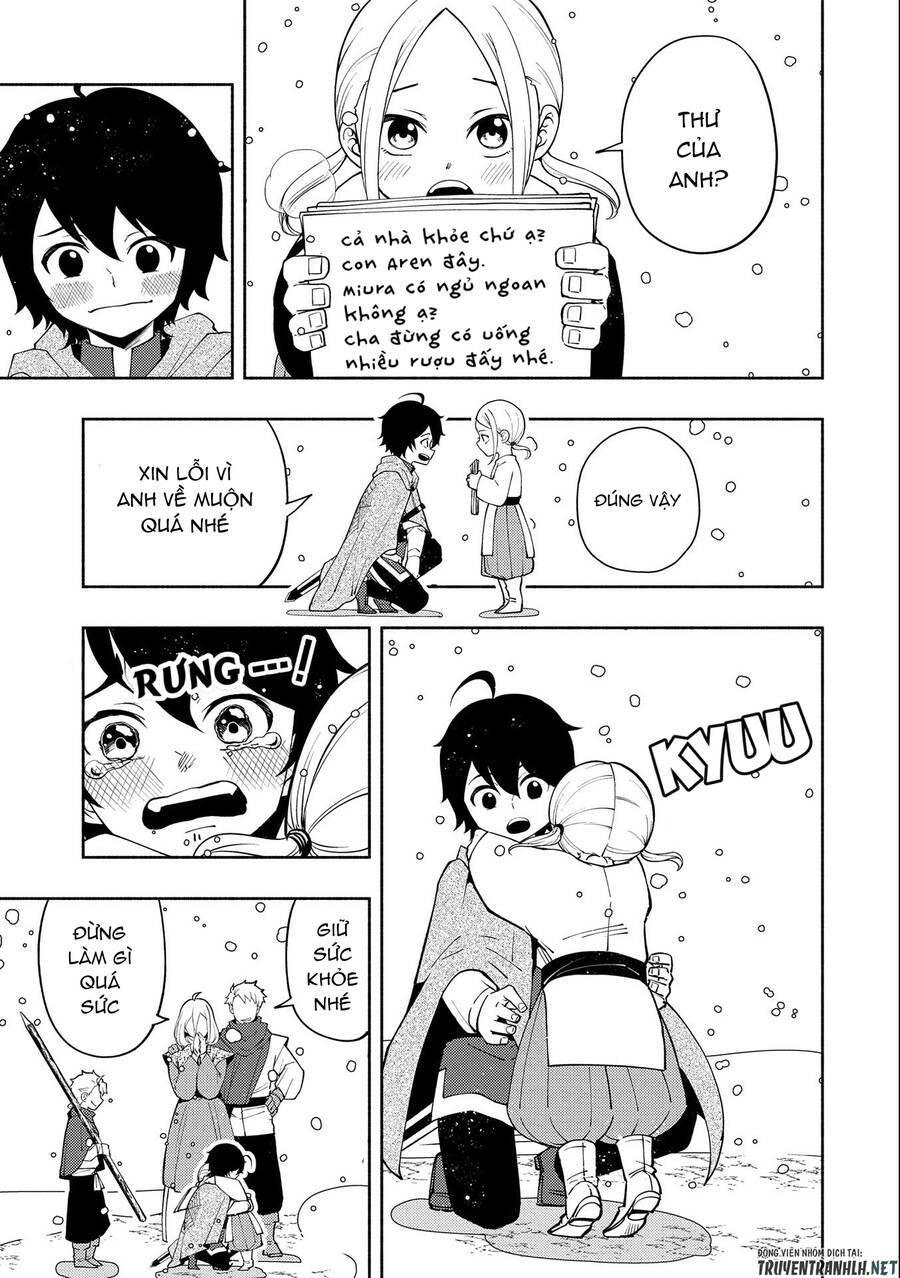 THƯ
CỦA
ANH?
cả nhà khỏe chứ ạ?
con Aren đây.
Miura có ngủ ngoan
không ạ?
cha đừng có uống
nhiều rượu đấy nhé.
ĐÚNG VẬY
XIN LỖI VÌ
ANH VỀ MUỘN
QUÁ NHÉ
KYUU
RƯNG ---!
GIỮ
SỨC
KHỎE
NHÉ
ĐỪNG
LÀM GÌ
QUÁ
SỨC
ĐỘNG VIÊN NHÓM DỊCH TẠI:
TRUYENTRANHLH.NET